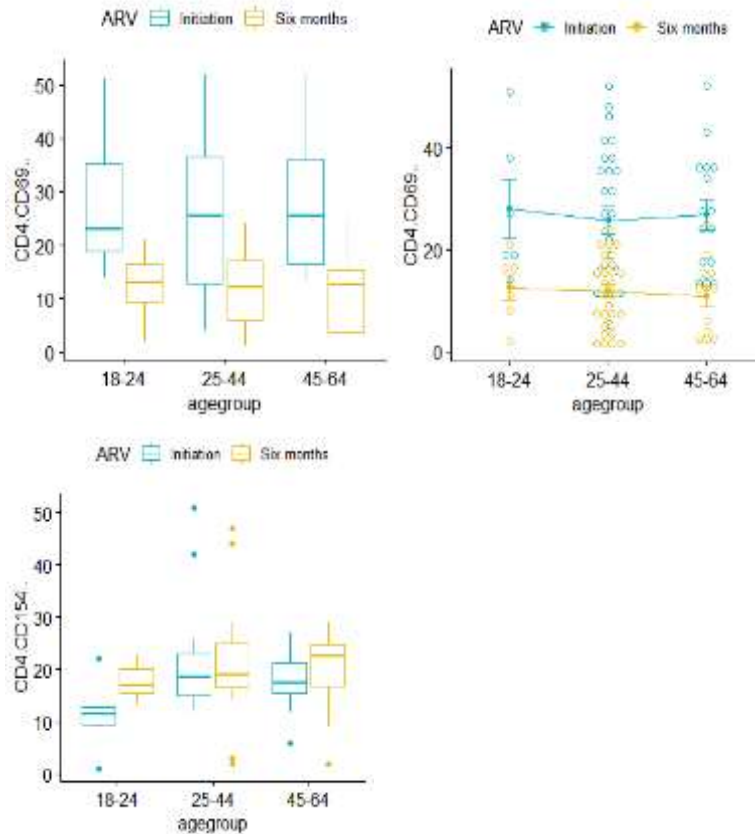 ARV Initiation Six months
CD4.CD69..
50
40
30
20
10
0
18-24 25-44 45-64
agegroup
ARV Initiation Six months
CD4.CD69..
40
20
0
18-24 25-44 45-64
agegroup
ARV Initiation Six months
CD4.CD154..
50
40
30
20
10
0
18-24 25-44 45-64
agegroup